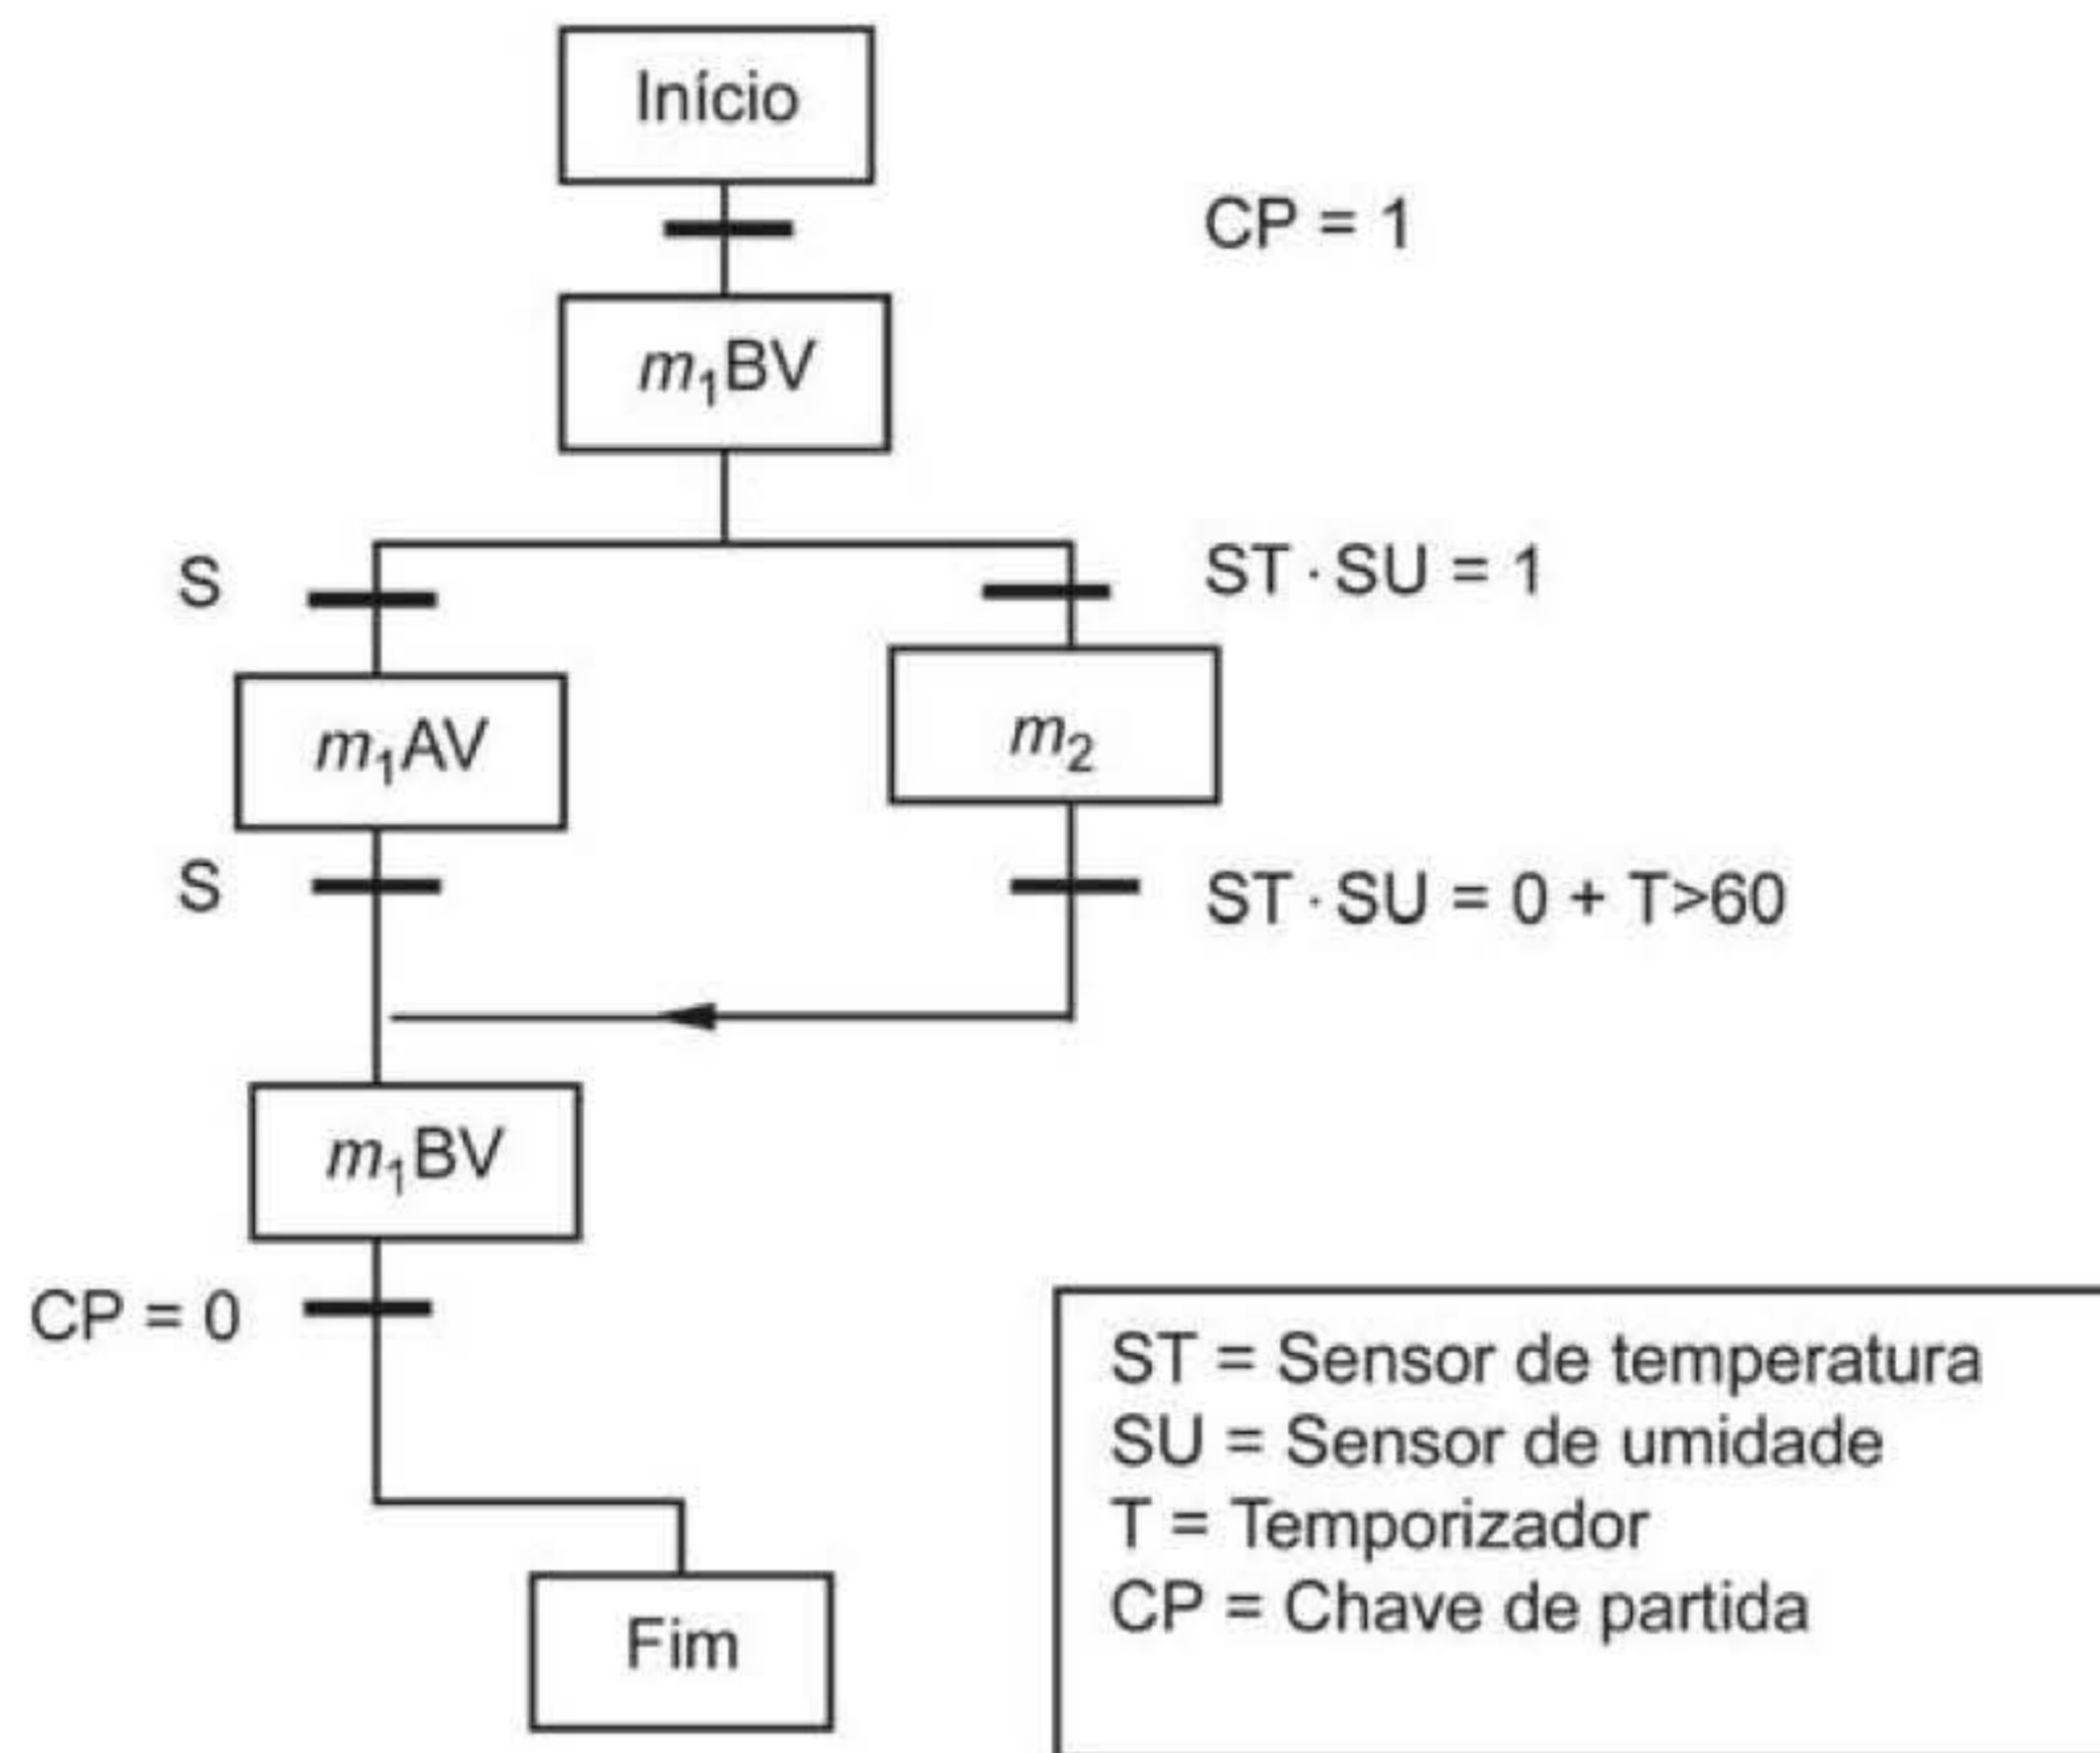 Início
CP = 1
m₁BV
S
ST · SU = 1
m₁AV
m₂
S
ST · SU = 0 + T>60
m₁BV
CP = 0
ST = Sensor de temperatura
SU = Sensor de umidade
T = Temporizador
CP = Chave de partida
Fim